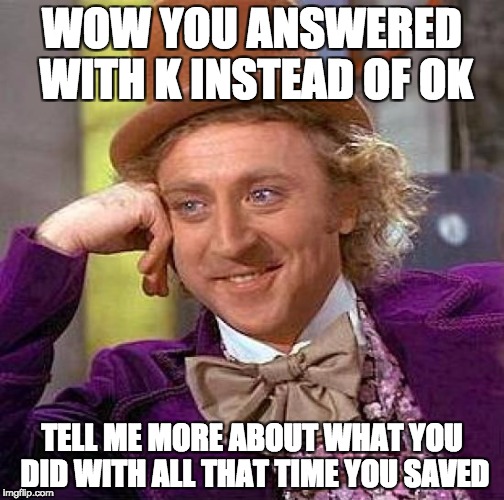 WOW YOU ANSWERED
WITH K INSTEAD OF OK
TELL ME MORE ABOUT WHAT YOU
DID WITH ALL THAT TIME YOU SAVED
imgflip.com